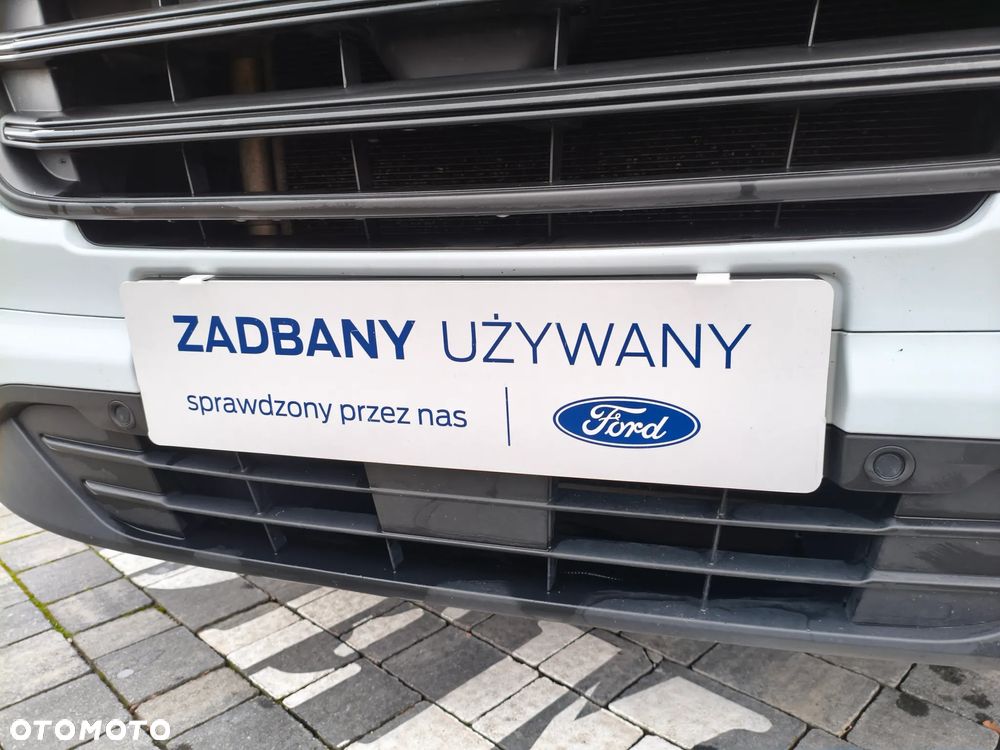 ZADBANY UŻYWANY
sprawdzony przez nas
Ford
OTOMOTO